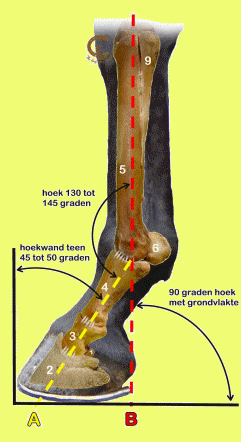 9
5
hoek 130 tot
145 graden
6
hoekwand teen
45 tot 50 graden
4
90 graden hoek
met grondvlakte
3
2
A
B